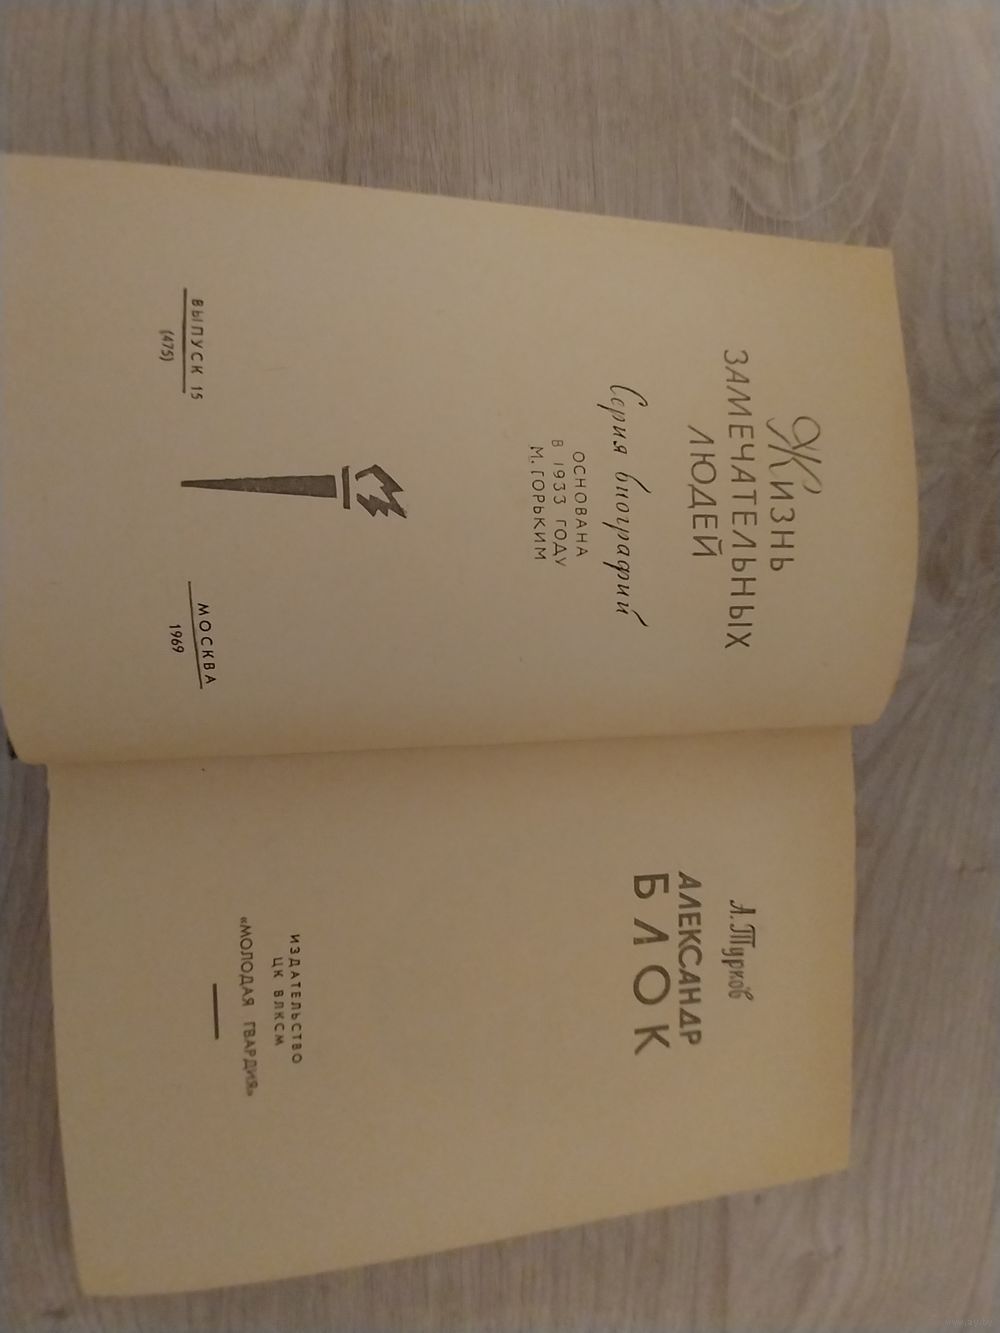 Жизнь
ЗАМЕЧАТЕЛЬНЫХ
ЛЮДЕЙ
Серия биографий
ОСНОВАНА
В 1933 ГОДУ
М. ГОРЬКИМ
ВЫПУСК 15
(475)
МОСКВА
1969
А. Турков
АЛЕКСАНДР
БЛОК
ИЗДАТЕЛЬСТВО
ЦК ВЛКСМ
«МОЛОДАЯ ГВАРДИЯ»